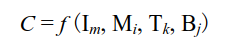 C = f (Iₘ, Mᵢ, Tₖ, Bⱼ)